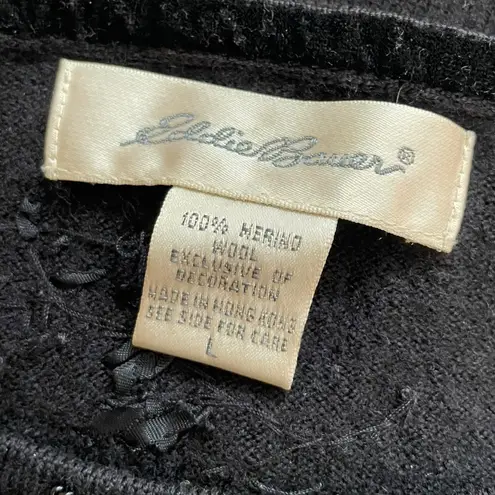 Eddie Bauer®
100% MERINO
WOOL
EXCLUSIVE OF
DECORATION
MADE IN HONG KONG
SEE SIDE FOR CARE
L